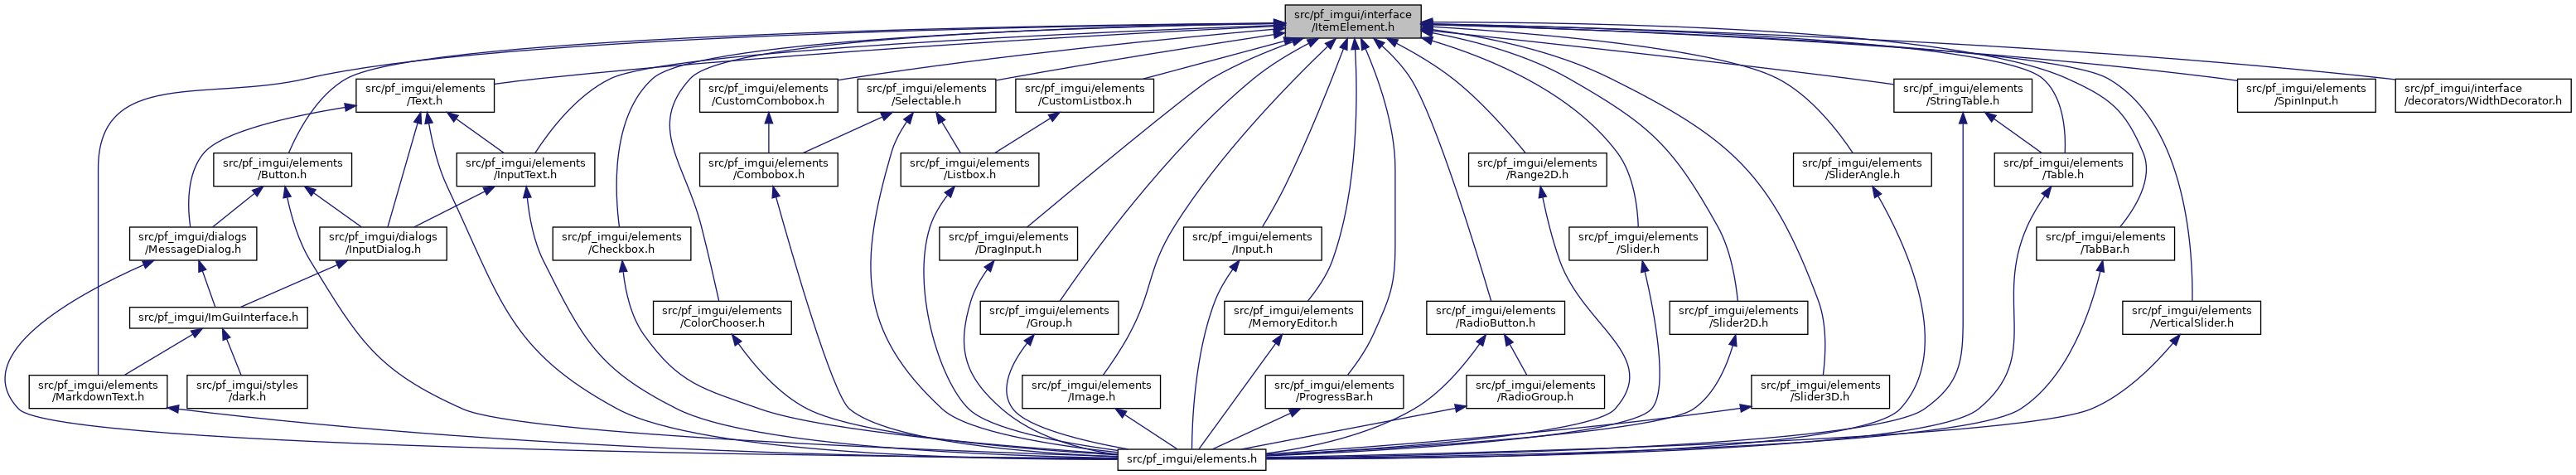 src/pf_imgui/interface
/ItemElement.h
src/pf_imgui/elements
/Text.h
src/pf_imgui/elements
/CustomCombobox.h
src/pf_imgui/elements
/Selectable.h
src/pf_imgui/elements
/CustomListbox.h
src/pf_imgui/elements
/StringTable.h
src/pf_imgui/elements
/SpinInput.h
src/pf_imgui/interface
/decorators/WidthDecorator.h
src/pf_imgui/elements
/Button.h
src/pf_imgui/elements
/InputText.h
src/pf_imgui/elements
/Combobox.h
src/pf_imgui/elements
/Listbox.h
src/pf_imgui/elements
/Range2D.h
src/pf_imgui/elements
/SliderAngle.h
src/pf_imgui/elements
/Table.h
src/pf_imgui/dialogs
/MessageDialog.h
src/pf_imgui/dialogs
/InputDialog.h
src/pf_imgui/elements
/Checkbox.h
src/pf_imgui/elements
/DragInput.h
src/pf_imgui/elements
/Input.h
src/pf_imgui/elements
/Slider.h
src/pf_imgui/elements
/TabBar.h
src/pf_imgui/ImGuiInterface.h
src/pf_imgui/elements
/ColorChooser.h
src/pf_imgui/elements
/Group.h
src/pf_imgui/elements
/MemoryEditor.h
src/pf_imgui/elements
/RadioButton.h
src/pf_imgui/elements
/Slider2D.h
src/pf_imgui/elements
/VerticalSlider.h
src/pf_imgui/elements
/MarkdownText.h
src/pf_imgui/styles
/dark.h
src/pf_imgui/elements
/Image.h
src/pf_imgui/elements
/ProgressBar.h
src/pf_imgui/elements
/RadioGroup.h
src/pf_imgui/elements
/Slider3D.h
src/pf_imgui/elements.h